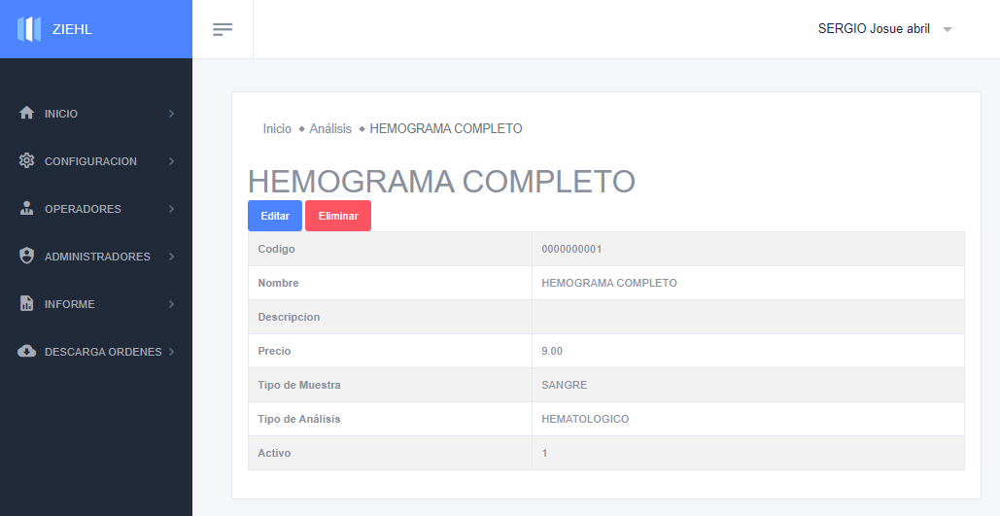 ZIEHL
SERGIO Josue abril
INICIO
CONFIGURACION
OPERADORES
ADMINISTRADORES
INFORME
DESCARGA ORDENES
Inicio ◆ Análisis ◆ HEMOGRAMA COMPLETO
HEMOGRAMA COMPLETO
Editar Eliminar
Codigo 0000000001
Nombre HEMOGRAMA COMPLETO
Descripcion
Precio 9.00
Tipo de Muestra SANGRE
Tipo de Análisis HEMATOLOGICO
Activo 1